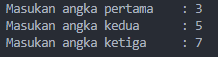 Masukan angka pertama    : 3
Masukan angka kedua      : 5
Masukan angka ketiga     : 7